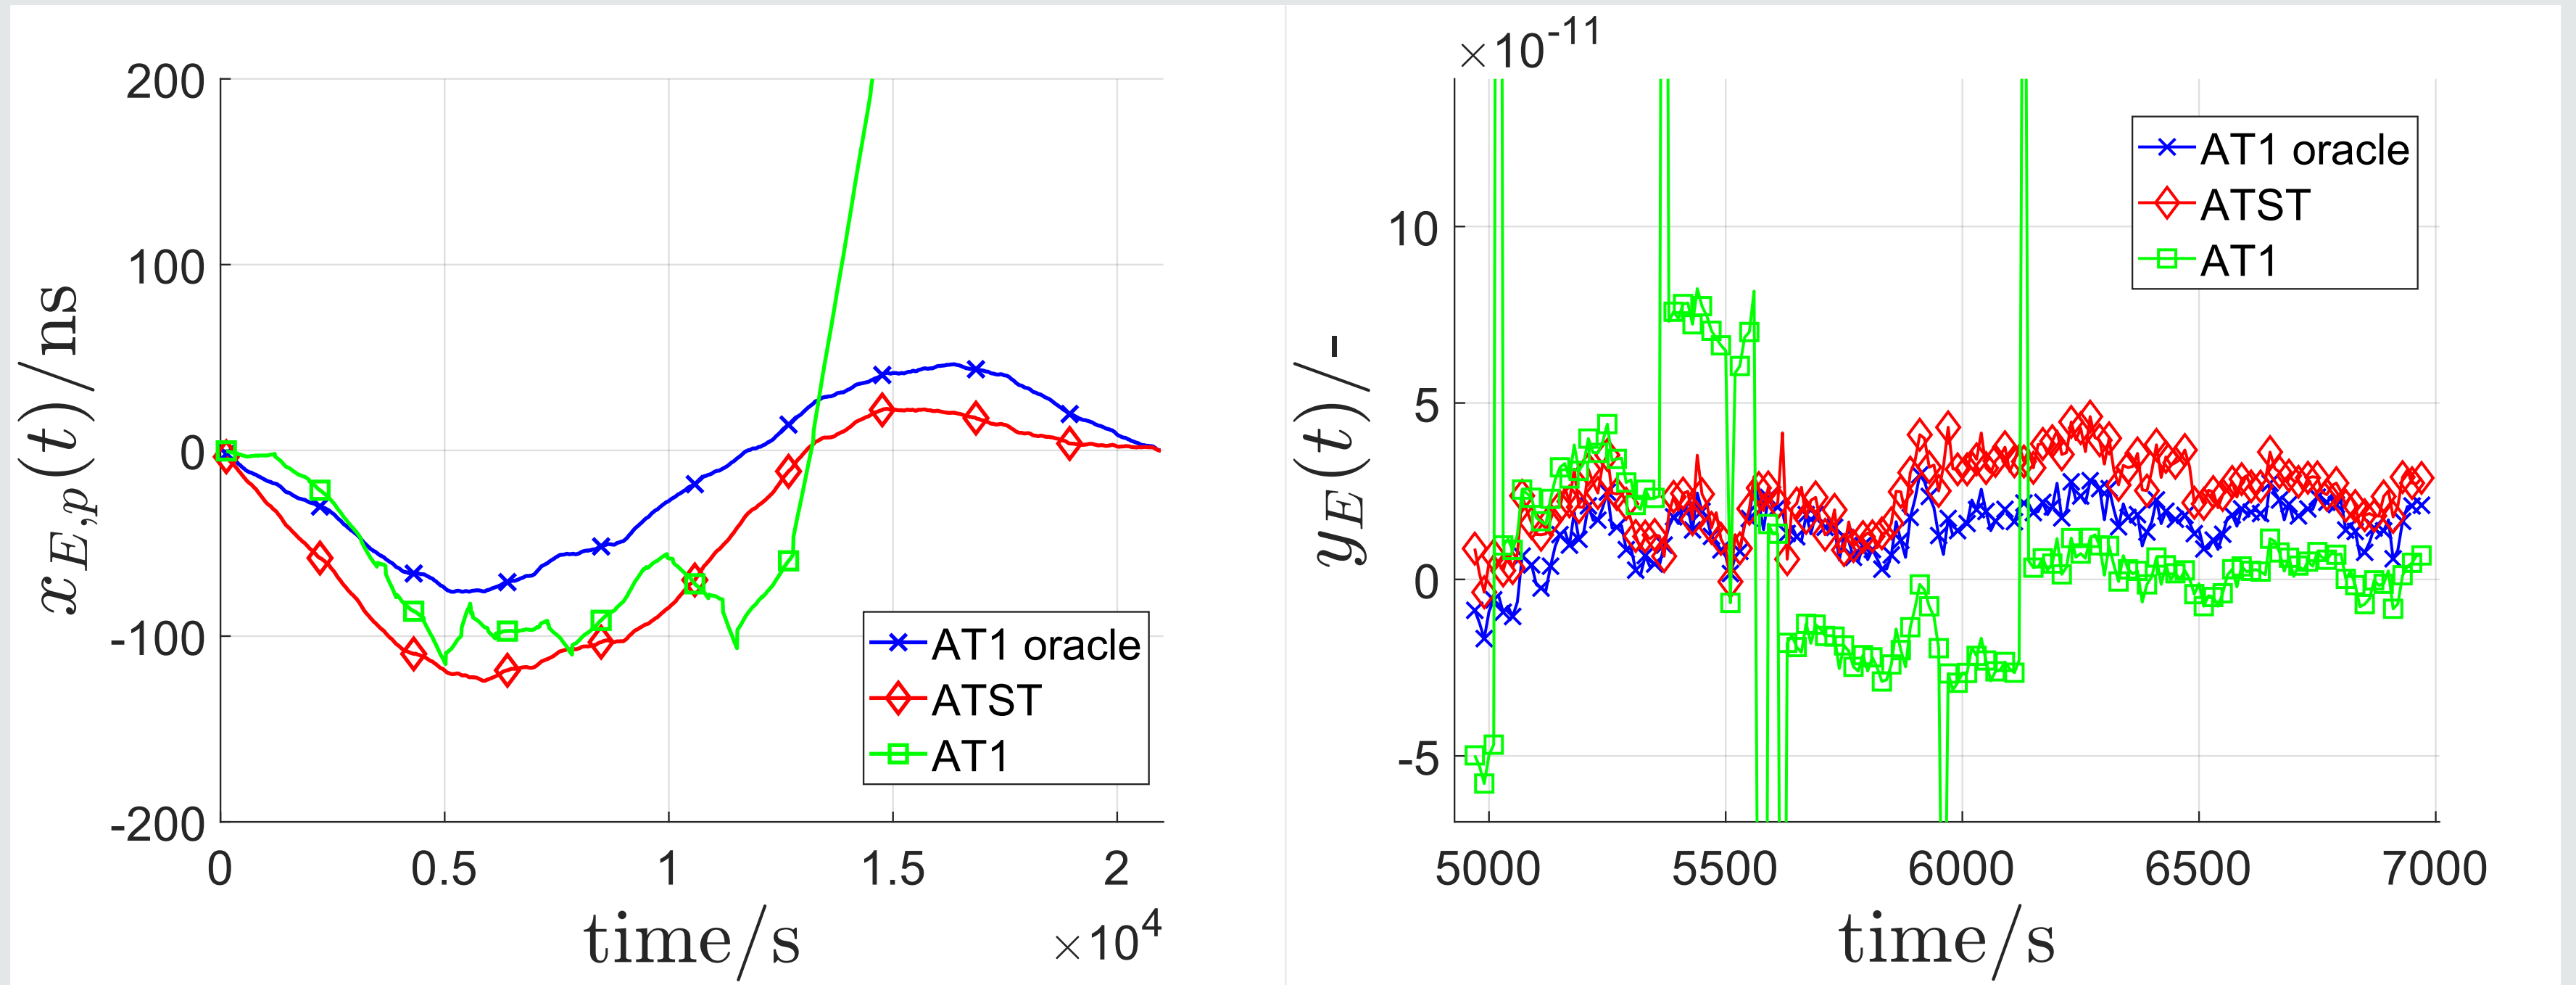 200
100
0
-100
-200
x_{E,p}(t)/ns
0 0.5 1 1.5 2
×10^4
time/s
AT1 oracle
ATST
AT1
×10^{-11}
10
5
0
-5
y_E(t)/-
5000 5500 6000 6500 7000
time/s
AT1 oracle
ATST
AT1